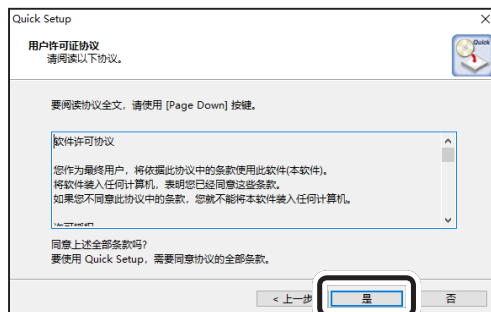 Quick Setup
用户许可证协议
请阅读以下协议。
Quick
要阅读协议全文，请使用 [Page Down] 按键。
软件许可协议
您作为最终用户，将依据此协议中的条款使用此软件(本软件)。
将软件装入任何计算机，表明您已经同意这些条款。
如果您不同意此协议中的条款，您就不能将本软件装入任何计算机。
同意上述全部条款吗?
要使用 Quick Setup，需要同意协议的全部条款。
< 上一步 是 否